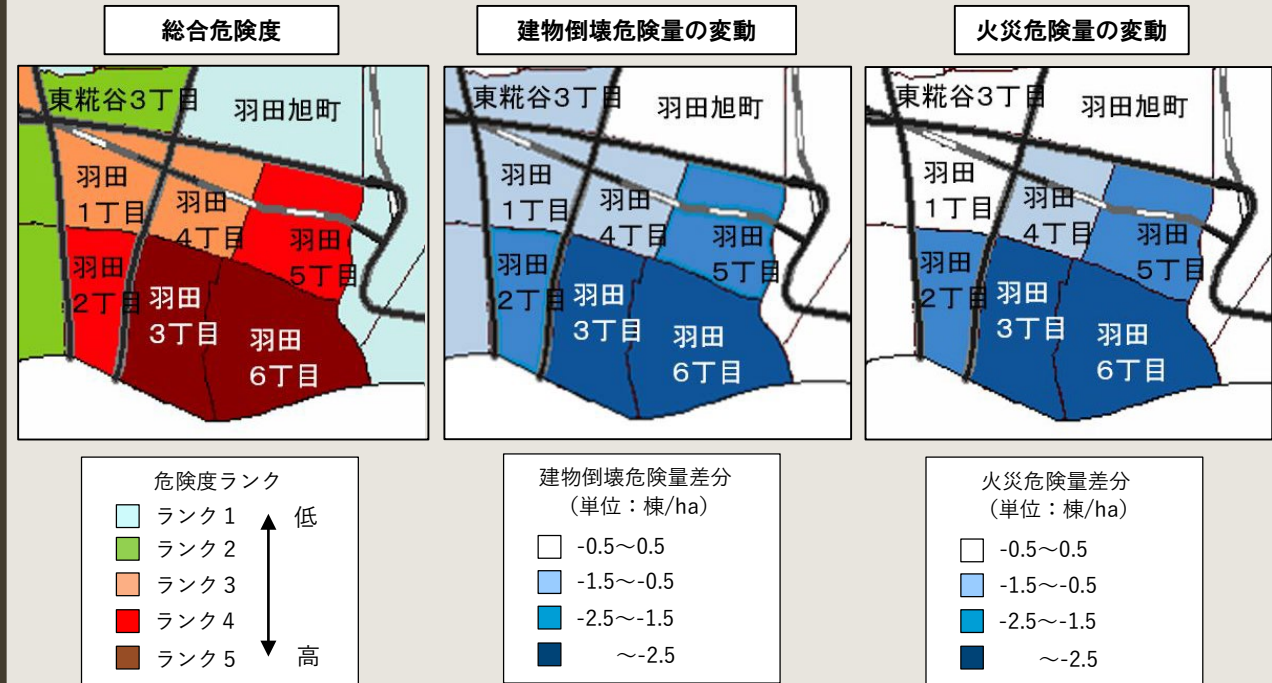 総合危険度
建物倒壊危険量の変動
火災危険量の変動
東糀谷3丁目
羽田旭町
羽田
1丁目
羽田
4丁目
羽田
5丁目
羽田
2丁目
羽田
3丁目
羽田
6丁目
東糀谷3丁目
羽田旭町
羽田
1丁目
羽田
4丁目
羽田
5丁目
羽田
2丁目
羽田
3丁目
羽田
6丁目
東糀谷3丁目
羽田旭町
羽田
1丁目
羽田
4丁目
羽田
5丁目
羽田
2丁目
羽田
3丁目
羽田
6丁目
危険度ランク
ランク1
ランク2
ランク3
ランク4
ランク5
低
高
建物倒壊危険量差分
(単位:棟/ha)
-0.5~0.5
-1.5~-0.5
-2.5~-1.5
~-2.5
火災危険量差分
(単位:棟/ha)
-0.5~0.5
-1.5~-0.5
-2.5~-1.5
~-2.5